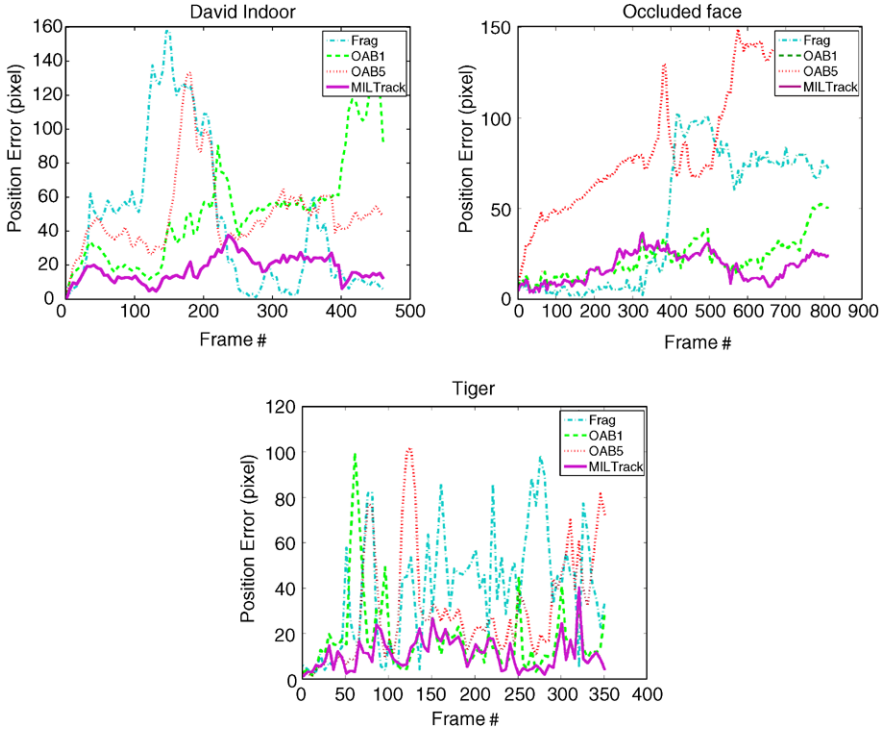 David Indoor
160
140
120
100
80
60
40
20
0
0 100 200 300 400 500
Position Error (pixel)
Frame #
Frag
OAB1
OAB5
MILTrack
Occluded face
150
100
50
0
0 100 200 300 400 500 600 700 800 900
Position Error (pixel)
Frame #
Frag
OAB1
OAB5
MILTrack
Tiger
120
100
80
60
40
20
0
0 50 100 150 200 250 300 350 400
Position Error (pixel)
Frame #
Frag
OAB1
OAB5
MILTrack